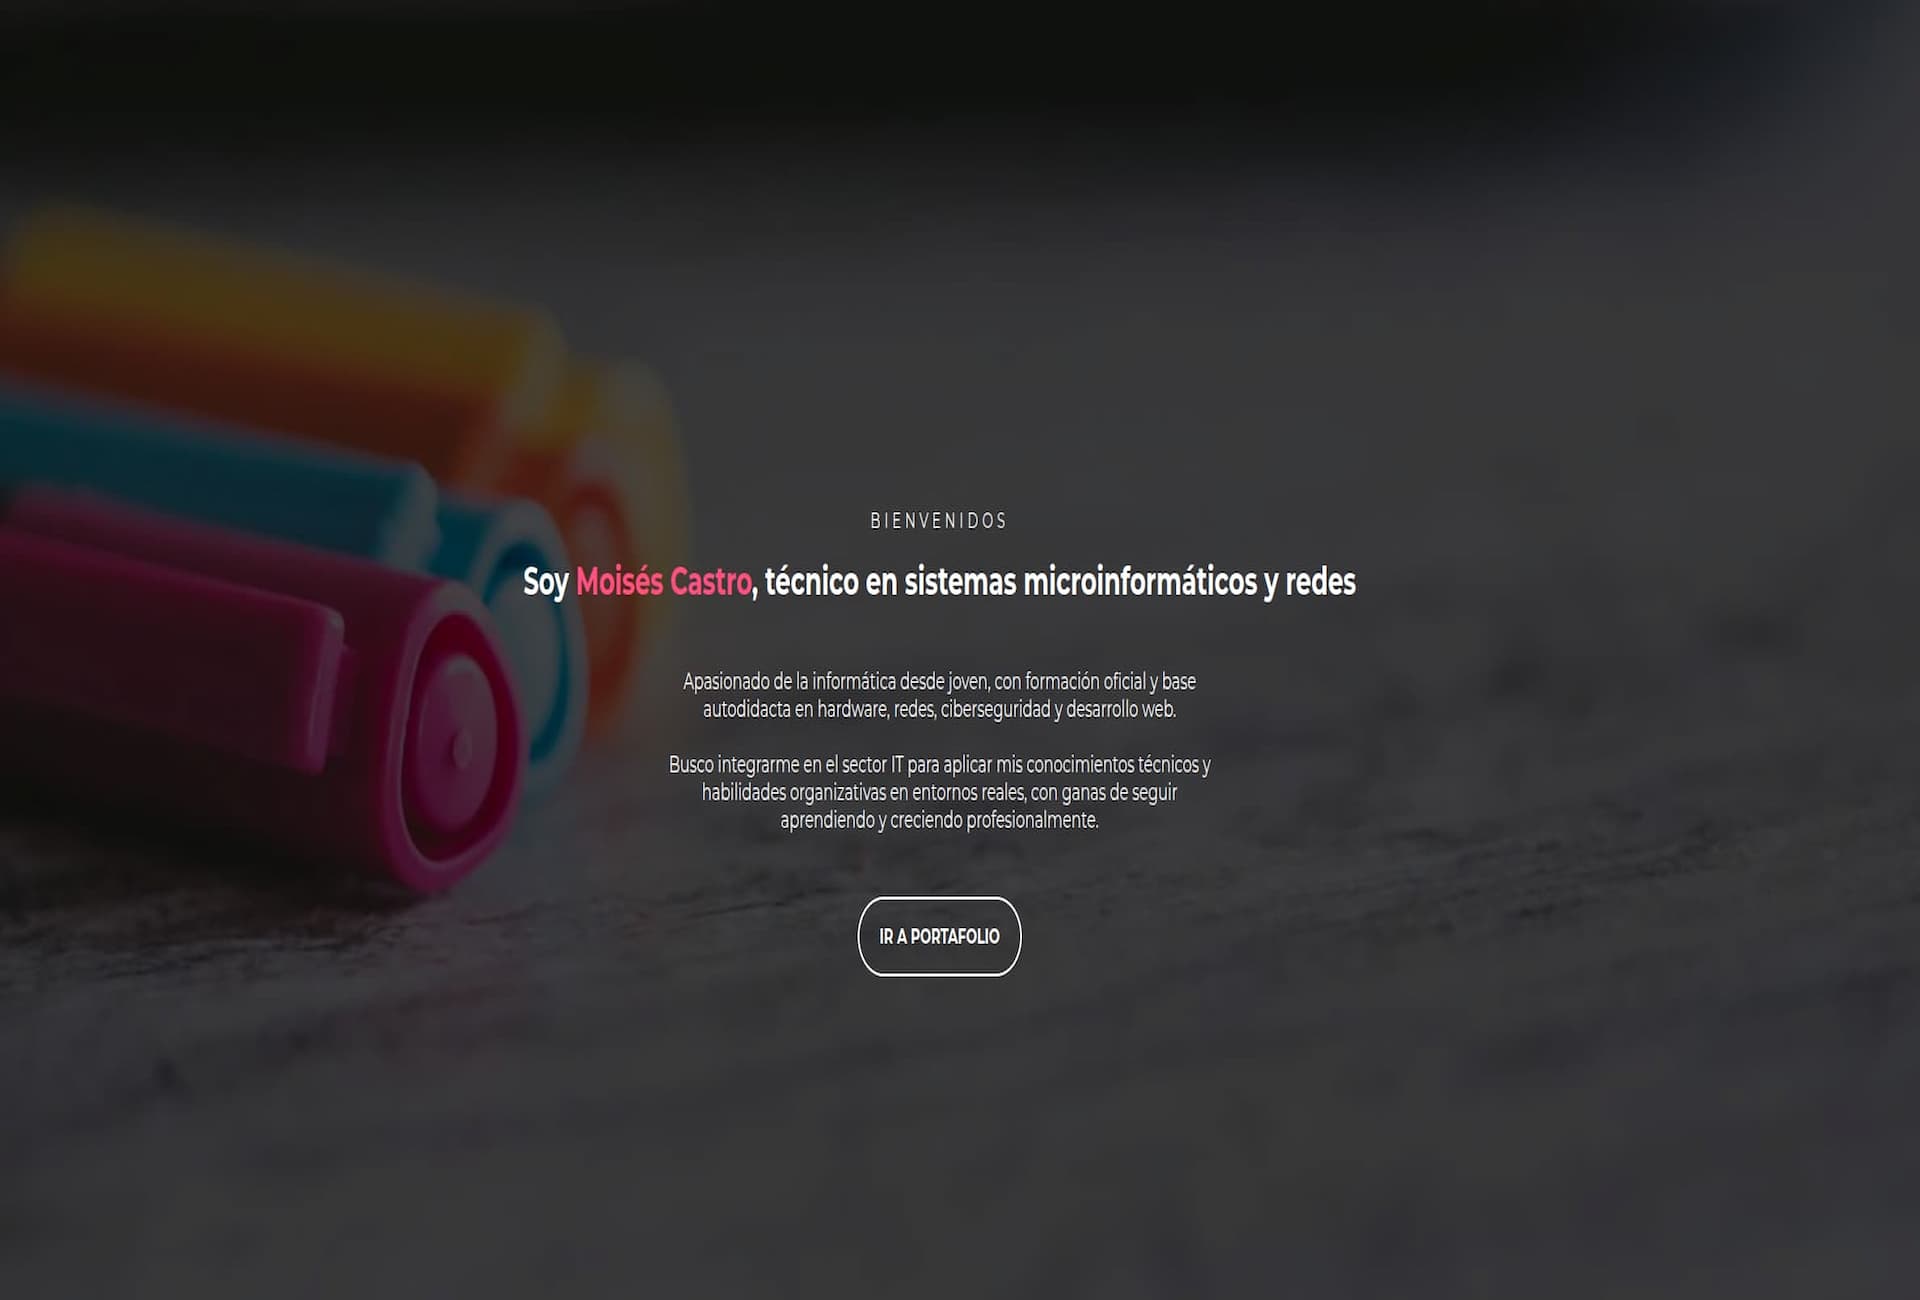 BIENVENIDOS
Soy Moisés Castro, técnico en sistemas microinformáticos y redes
Apasionado de la informática desde joven, con formación oficial y base
autodidacta en hardware, redes, ciberseguridad y desarrollo web.
Busco integrarme en el sector IT para aplicar mis conocimientos técnicos y
habilidades organizativas en entornos reales, con ganas de seguir
aprendiendo y creciendo profesionalmente.
IR A PORTAFOLIO